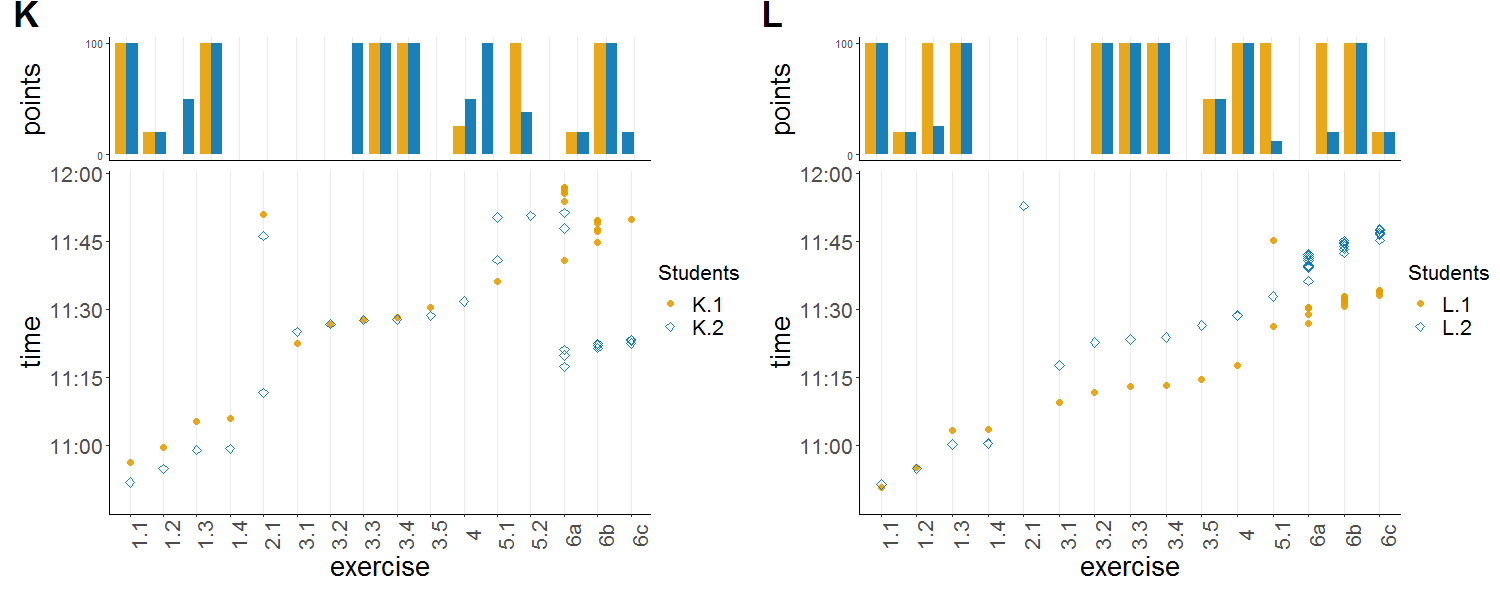 K
points
100
0
time
12:00
11:45
11:30
11:15
11:00
1.1
1.2
1.3
1.4
2.1
3.1
3.2
3.3
3.4
3.5
4
5.1
5.2
6a
6b
6c
exercise
Students
K.1
K.2
L
points
100
0
time
12:00
11:45
11:30
11:15
11:00
1.1
1.2
1.3
1.4
2.1
3.1
3.2
3.3
3.4
3.5
4
5.1
6a
6b
6c
exercise
Students
L.1
L.2